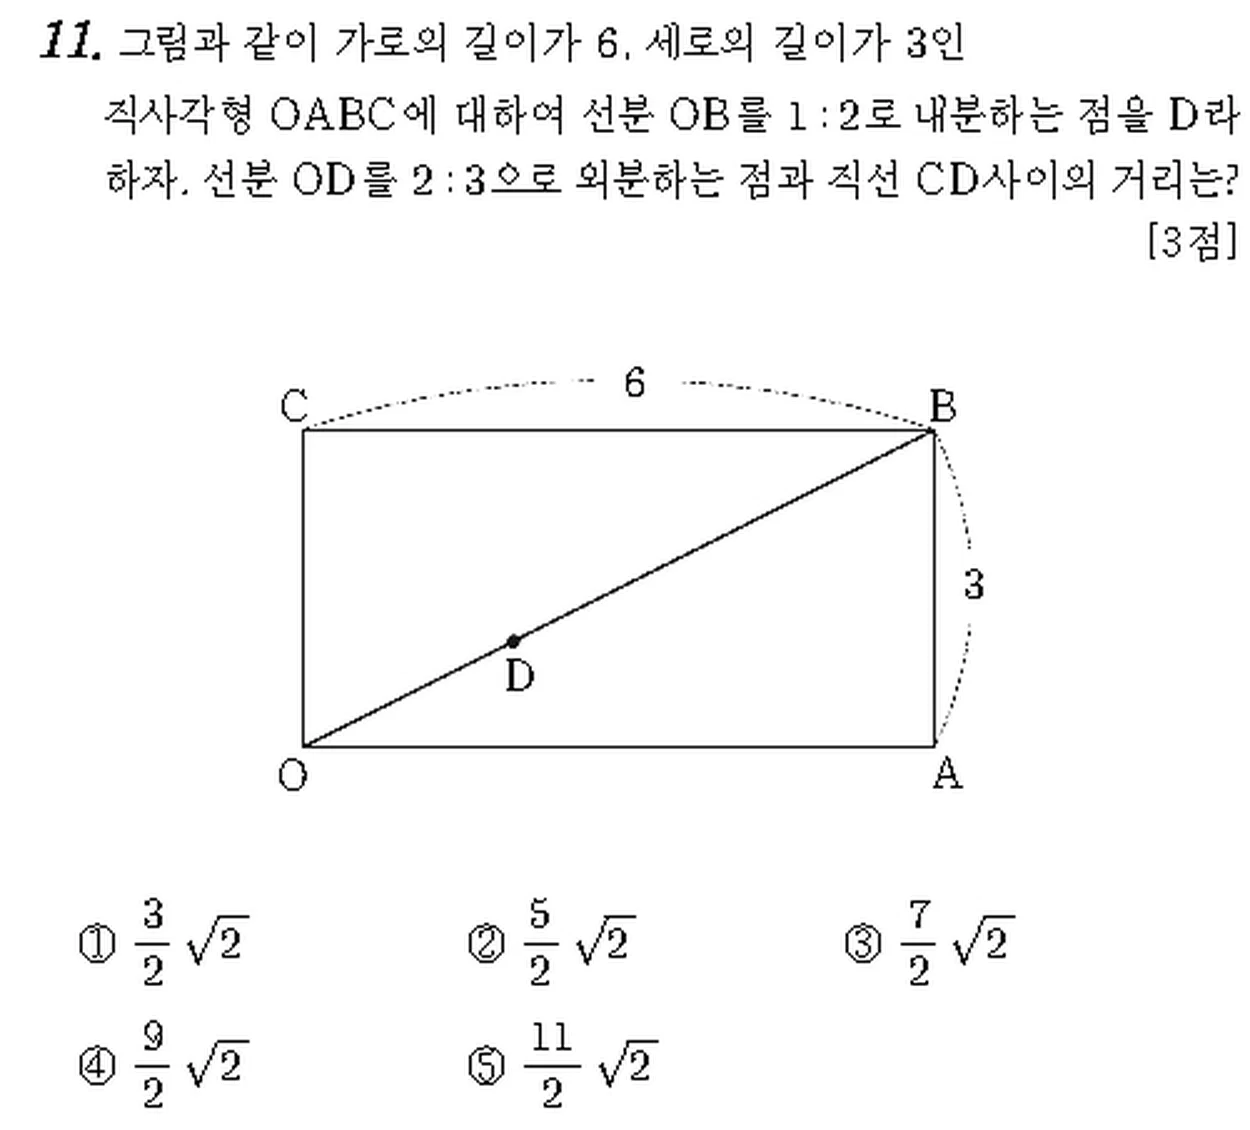 11. 그림과 같이 가로의 길이가 6, 세로의 길이가 3인
직사각형 OABC에 대하여 선분 OB를 1 : 2로 내분하는 점을 D라
하자. 선분 OD를 2 : 3으로 외분하는 점과 직선 CD사이의 거리는?
[3점]
C 6 B
3
D
O A
① 3/2 √2 ② 5/2 √2 ③ 7/2 √2
④ 9/2 √2 ⑤ 11/2 √2